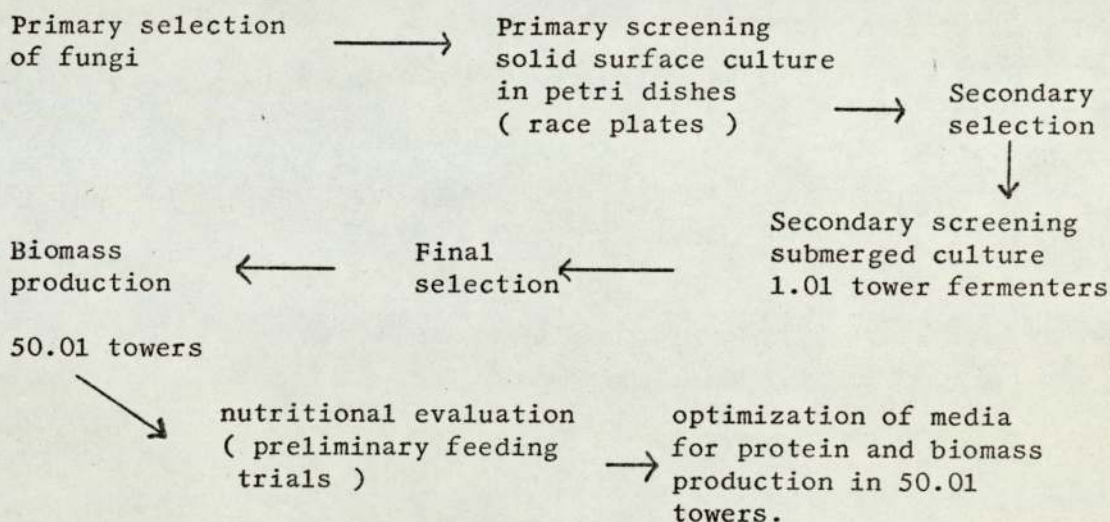 Primary selection
of fungi
Primary screening
solid surface culture
in petri dishes
( race plates )
Secondary
selection
Secondary screening
submerged culture
1.01 tower fermenters
Final
selection
Biomass
production
50.01 towers
nutritional evaluation
( preliminary feeding
trials )
optimization of media
for protein and biomass
production in 50.01
towers.